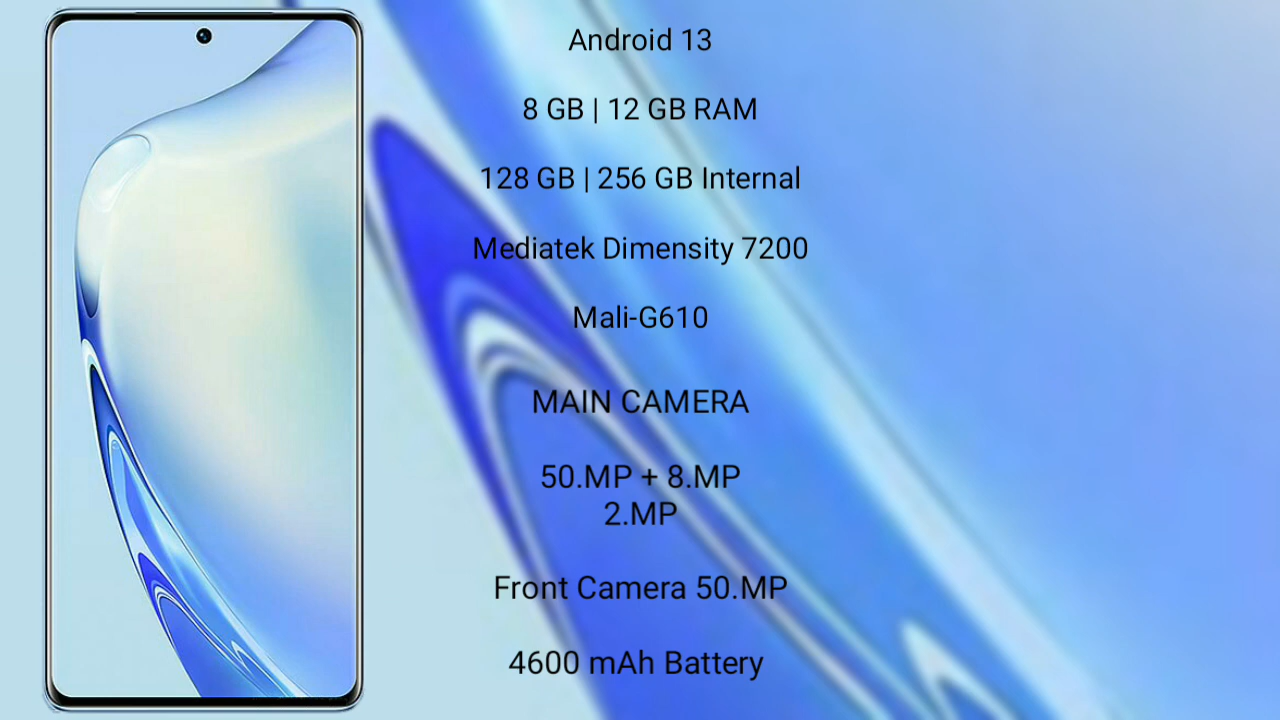 Android 13
8 GB | 12 GB RAM
128 GB | 256 GB Internal
Mediatek Dimensity 7200
Mali-G610
MAIN CAMERA
50.MP + 8.MP
2.MP
Front Camera 50.MP
4600 mAh Battery